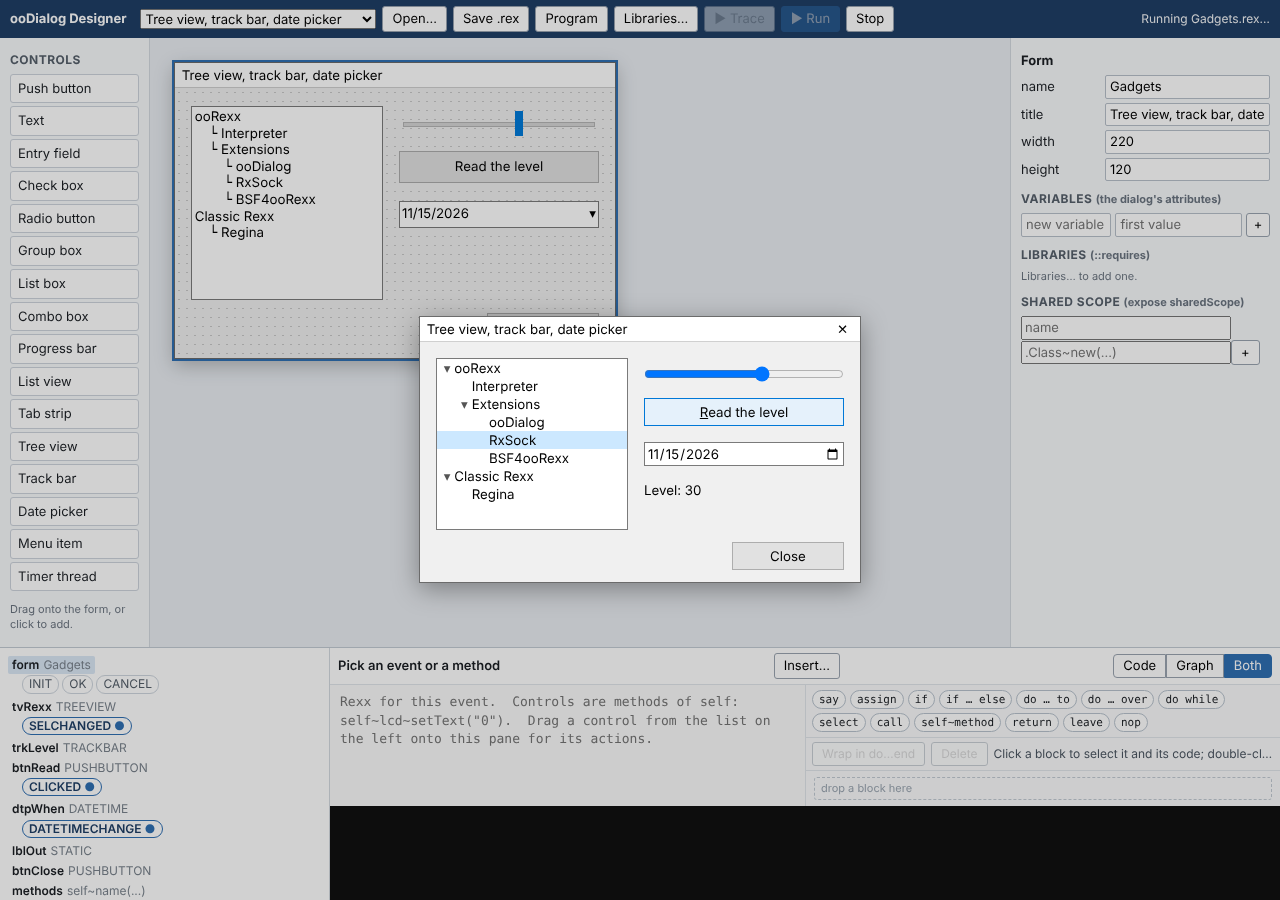 ooDialog Designer
Tree view, track bar, date picker
Open...
Save .rex
Program
Libraries...
▶ Trace
▶ Run
Stop
Running Gadgets.rex...
CONTROLS
Push button
Text
Entry field
Check box
Radio button
Group box
List box
Combo box
Progress bar
List view
Tab strip
Tree view
Track bar
Date picker
Menu item
Timer thread
Drag onto the form, or
click to add.
Tree view, track bar, date picker
ooRexx
└ Interpreter
└ Extensions
└ ooDialog
└ RxSock
└ BSF4ooRexx
Classic Rexx
└ Regina
Read the level
11/15/2026
Tree view, track bar, date picker
ooRexx
Interpreter
Extensions
ooDialog
RxSock
BSF4ooRexx
Classic Rexx
Regina
Read the level
11/15/2026
Level: 30
Close
Form
name
Gadgets
title
Tree view, track bar, date
width
220
height
120
VARIABLES (the dialog's attributes)
new variable
first value
+
LIBRARIES (::requires)
Libraries... to add one.
SHARED SCOPE (expose sharedScope)
name
.Class~new(...)
+
form Gadgets
INIT
OK
CANCEL
tvRexx TREEVIEW
SELCHANGED
trkLevel TRACKBAR
btnRead PUSHBUTTON
CLICKED
dtpWhen DATETIME
DATETIMECHANGE
lblOut STATIC
btnClose PUSHBUTTON
methods self~name(...)
Pick an event or a method
Insert...
Code
Graph
Both
Rexx for this event.  Controls are methods of self:
self~lcd~setText("0").  Drag a control from the list on
the left onto this pane for its actions.
say
assign
if
if … else
do … to
do … over
do while
select
call
self~method
return
leave
nop
Wrap in do...end
Delete
Click a block to select it and its code; double-cl...
drop a block here